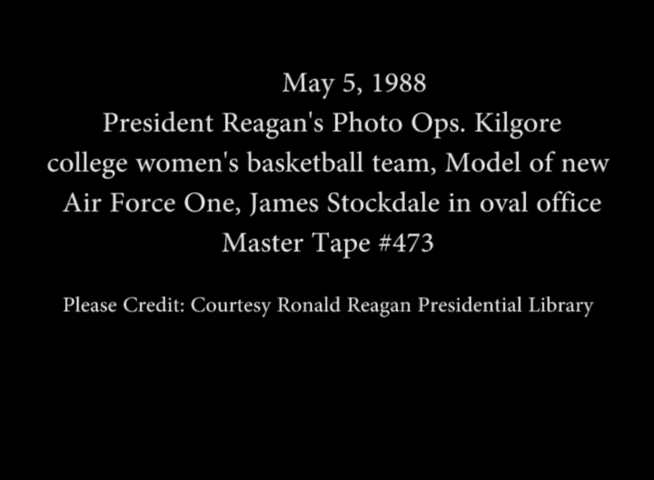 May 5, 1988
President Reagan's Photo Ops. Kilgore
college women's basketball team, Model of new
Air Force One, James Stockdale in oval office
Master Tape #473
Please Credit: Courtesy Ronald Reagan Presidential Library